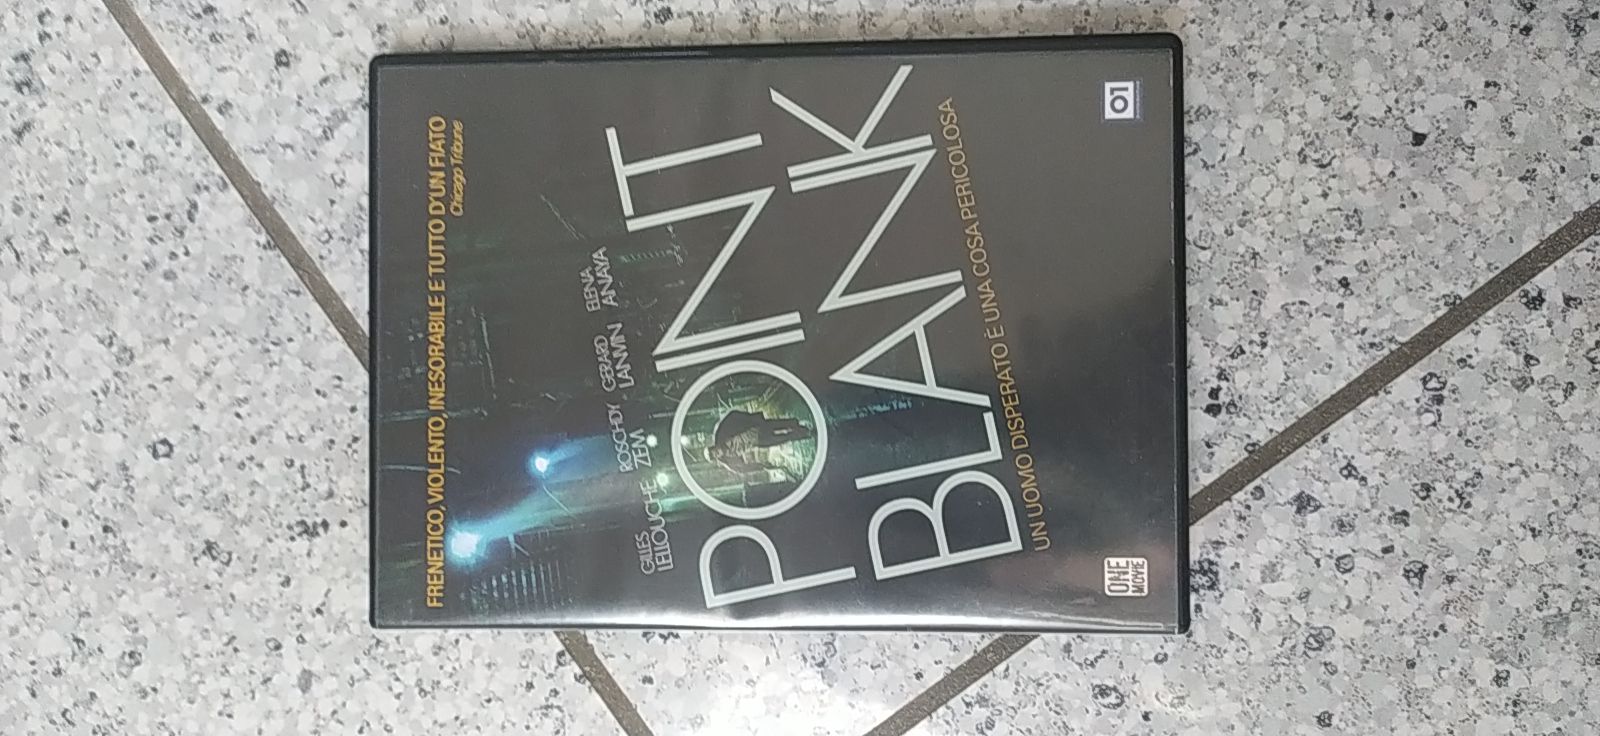 FRENETICO, VIOLENTO, INESORABILE E TUTTO D'UN FIATO
Chicago Tribune
GILLES LELLOUCHE
ROSCHDY ZEM
GERARD LANVIN
ELENA ANAYA
POINT
BLANK
UN UOMO DISPERATO È UNA COSA PERICOLOSA
ONE MOVIE
01